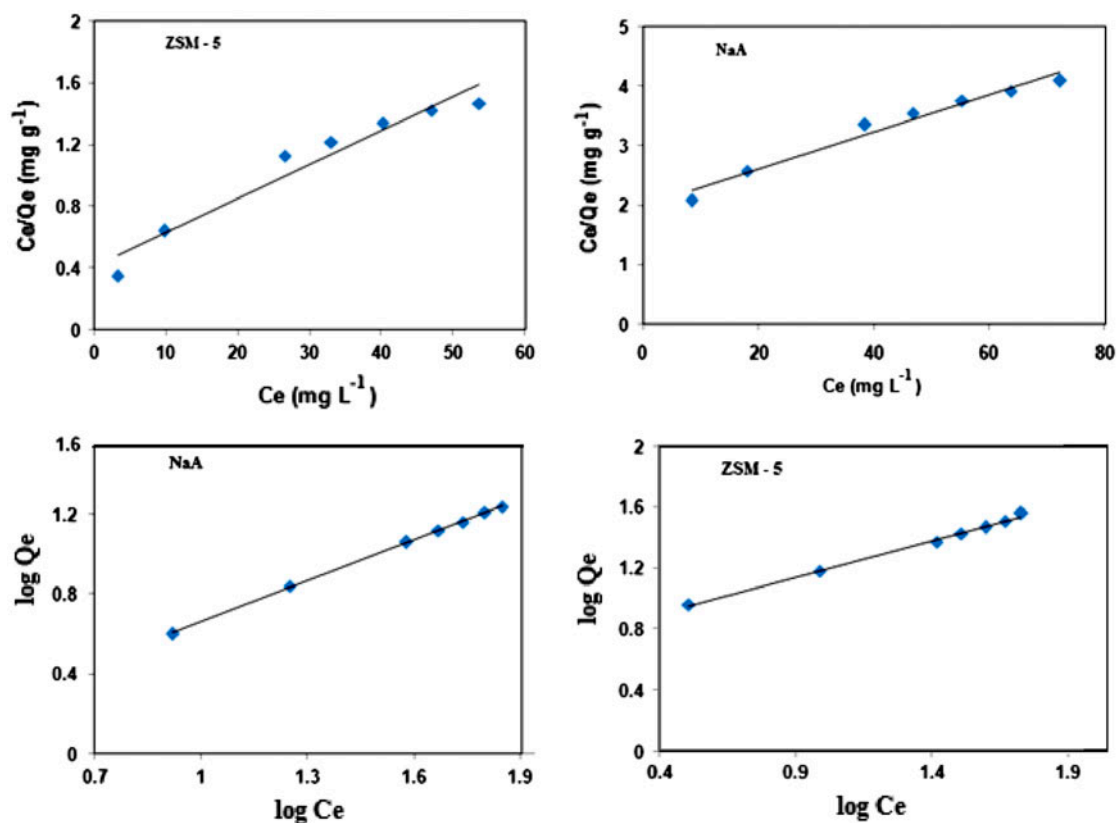 ZSM - 5
Ce/Qe (mg g⁻¹)
2
1.6
1.2
0.8
0.4
0
0 10 20 30 40 50 60
Ce (mg L⁻¹)
NaA
Ce/Qe (mg g⁻¹)
5
4
3
2
1
0
0 20 40 60 80
Ce (mg L⁻¹)
NaA
log Qe
1.6
1.2
0.8
0.4
0
0.7 1 1.3 1.6 1.9
log Ce
ZSM - 5
log Qe
2
1.6
1.2
0.8
0.4
0
0.4 0.9 1.4 1.9
log Ce